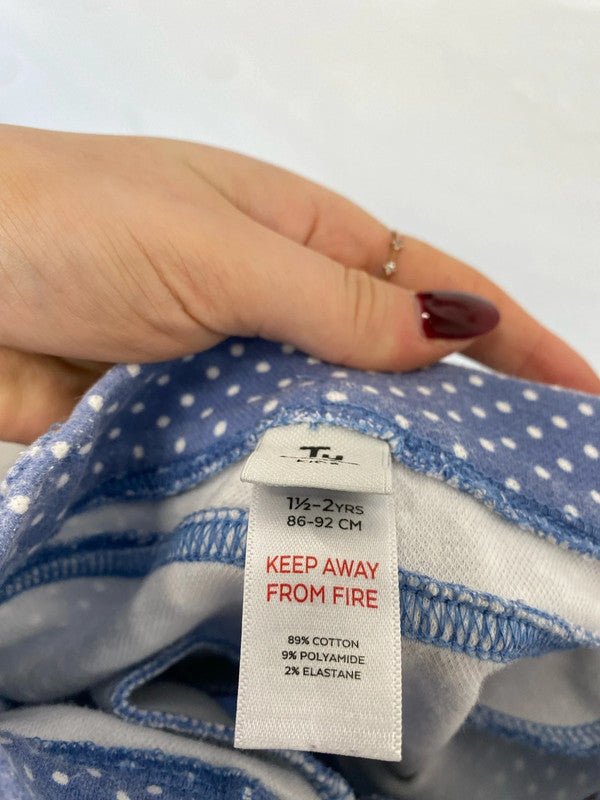 Tu
1½-2YRS
86-92 CM
KEEP AWAY
FROM FIRE
89% COTTON
9% POLYAMIDE
2% ELASTANE